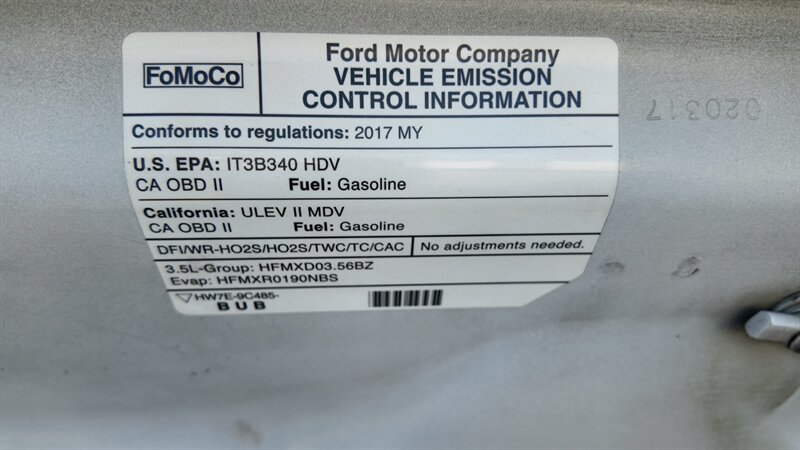 FoMoCo
Ford Motor Company
VEHICLE EMISSION
CONTROL INFORMATION
Conforms to regulations: 2017 MY
U.S. EPA: IT3B340 HDV
CA OBD II Fuel: Gasoline
California: ULEV II MDV
CA OBD II Fuel: Gasoline
DFI/WR-HO2S/HO2S/TWC/TC/CAC No adjustments needed.
3.5L-Group: HFMXD03.56BZ
Evap: HFMXR0190NBS
HW7E-9C485-
BUB
020317